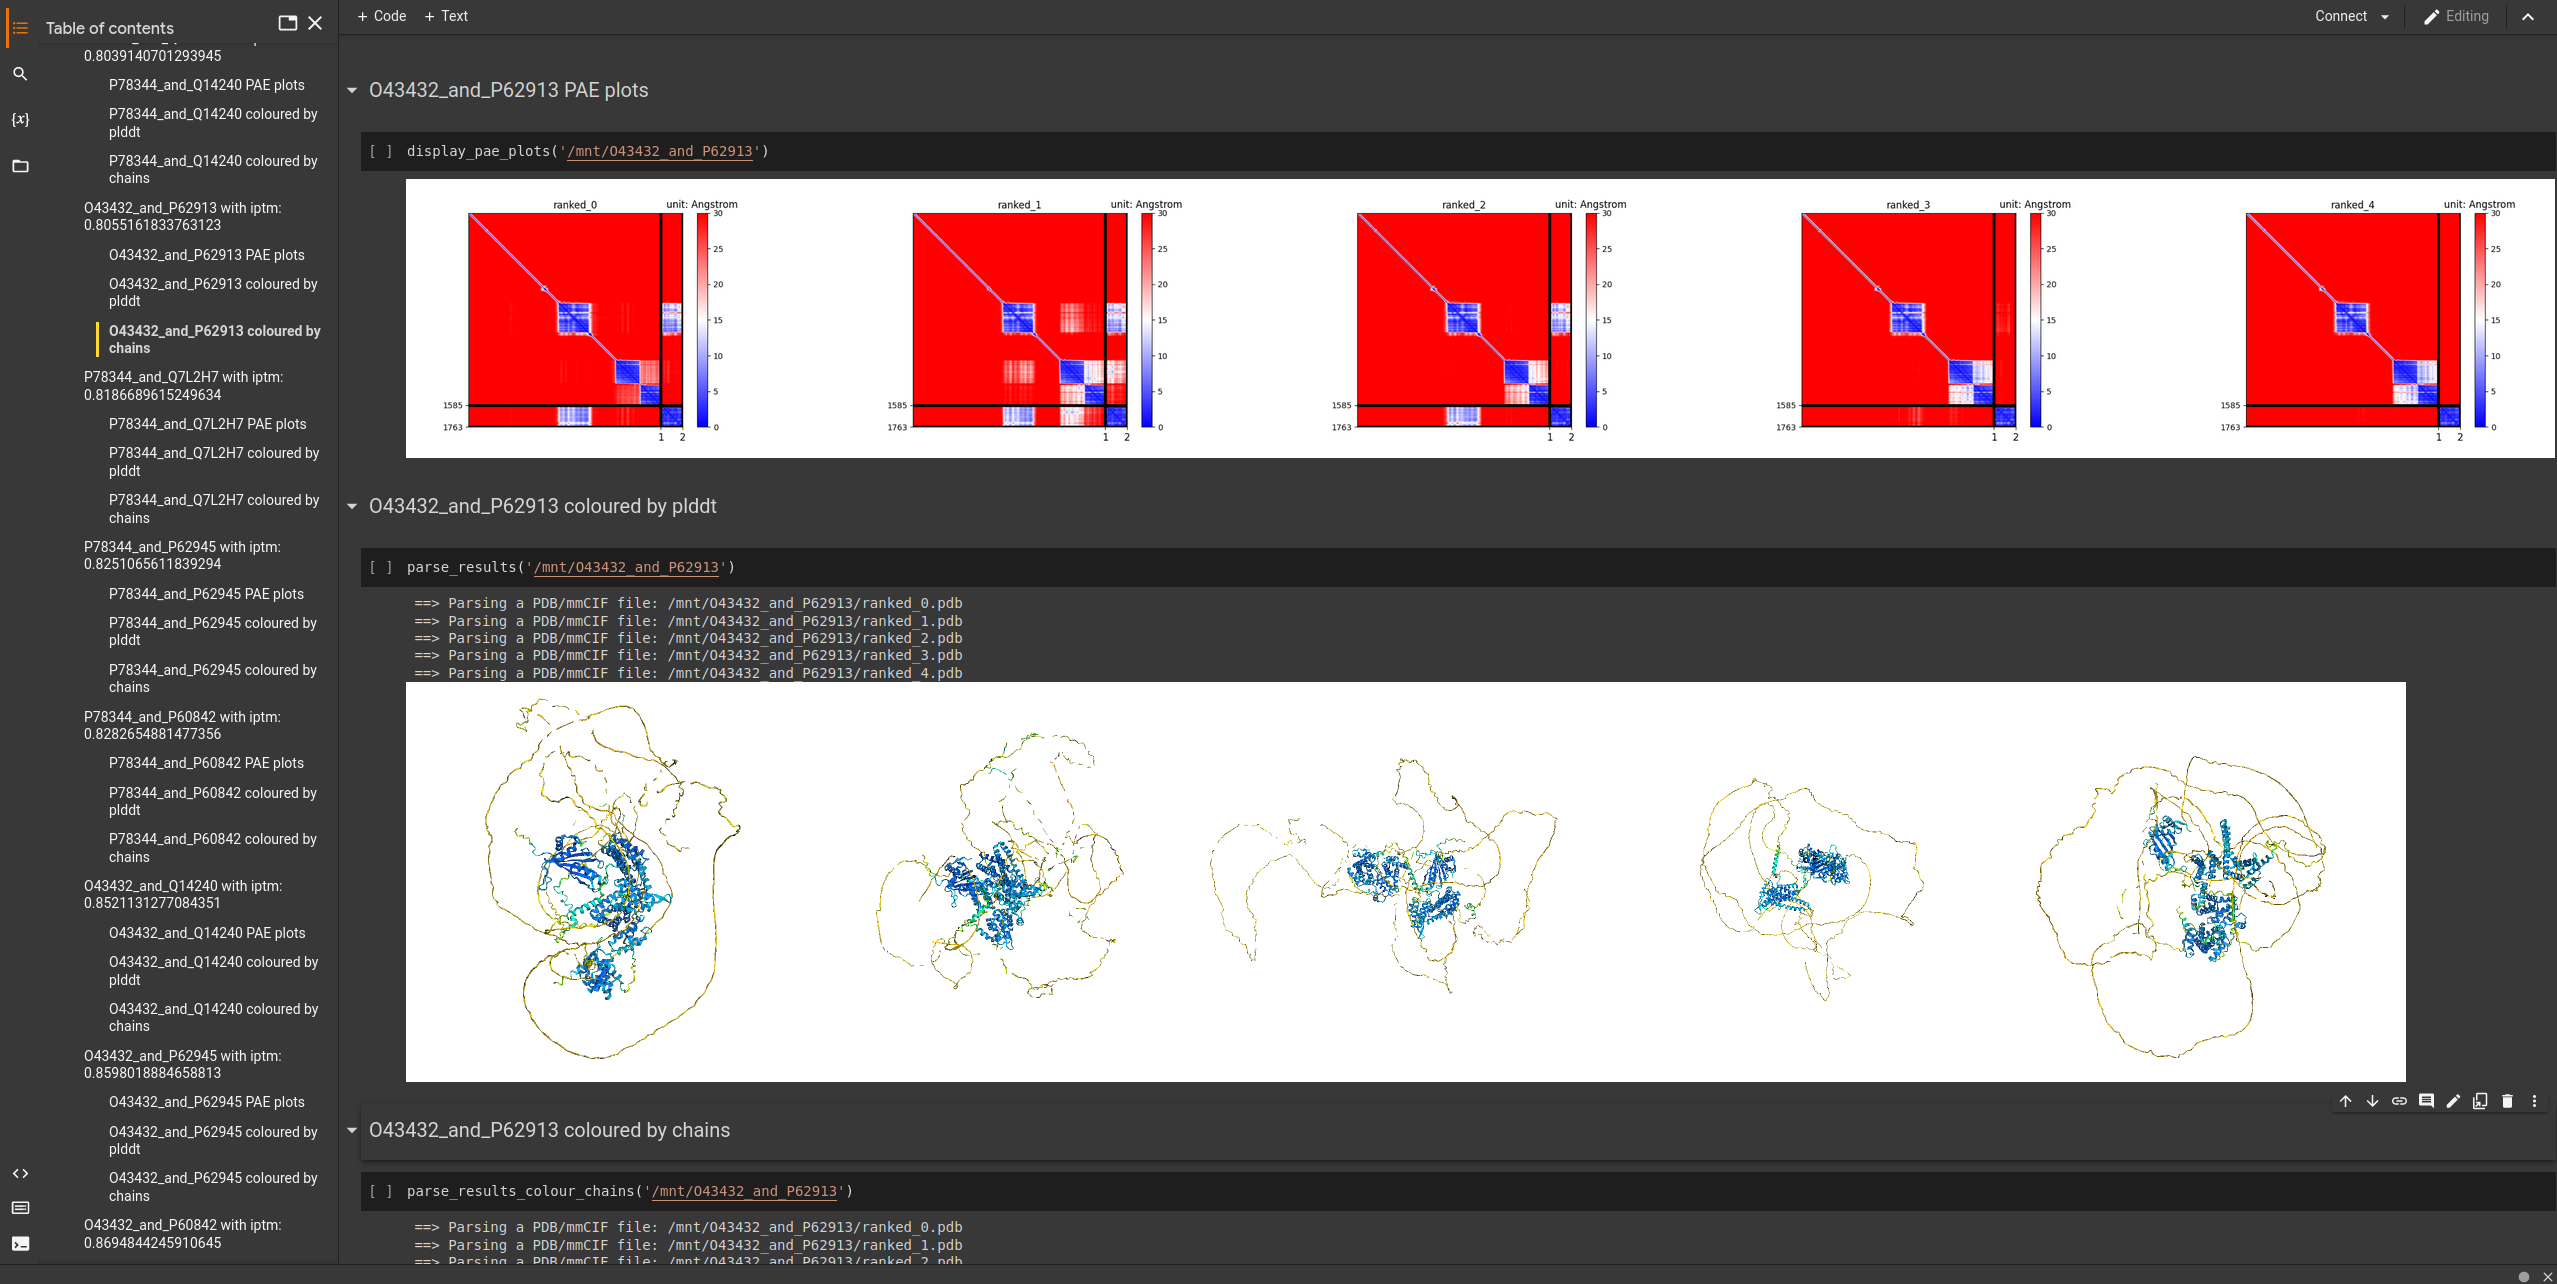 Table of contents
0.8039140701293945
P78344_and_Q14240 PAE plots
P78344_and_Q14240 coloured by
plddt
P78344_and_Q14240 coloured by
chains
O43432_and_P62913 with iptm:
0.8055161833763123
O43432_and_P62913 PAE plots
O43432_and_P62913 coloured by
plddt
O43432_and_P62913 coloured by
chains
P78344_and_Q7L2H7 with iptm:
0.8186689615249634
P78344_and_Q7L2H7 PAE plots
P78344_and_Q7L2H7 coloured by
plddt
P78344_and_Q7L2H7 coloured by
chains
P78344_and_P62945 with iptm:
0.8251065611839294
P78344_and_P62945 PAE plots
P78344_and_P62945 coloured by
plddt
P78344_and_P62945 coloured by
chains
P78344_and_P60842 with iptm:
0.8282654881477356
P78344_and_P60842 PAE plots
P78344_and_P60842 coloured by
plddt
P78344_and_P60842 coloured by
chains
O43432_and_Q14240 with iptm:
0.8521131277084351
O43432_and_Q14240 PAE plots
O43432_and_Q14240 coloured by
plddt
O43432_and_Q14240 coloured by
chains
O43432_and_P62945 with iptm:
0.8598018884658813
O43432_and_P62945 PAE plots
O43432_and_P62945 coloured by
plddt
O43432_and_P62945 coloured by
chains
O43432_and_P60842 with iptm:
0.8694844245910645
{x}
+ Code + Text
Connect
Editing
O43432_and_P62913 PAE plots
[ ] display_pae_plots('/mnt/O43432_and_P62913')
ranked_0 unit: Angstrom
30
25
20
15
10
5
0
1585
1763
1 2
ranked_1 unit: Angstrom
30
25
20
15
10
5
0
1585
1763
1 2
ranked_2 unit: Angstrom
30
25
20
15
10
5
0
1585
1763
1 2
ranked_3 unit: Angstrom
30
25
20
15
10
5
0
1585
1763
1 2
ranked_4 unit: Angstrom
30
25
20
15
10
5
0
1585
1763
1 2
O43432_and_P62913 coloured by plddt
[ ] parse_results('/mnt/O43432_and_P62913')
==> Parsing a PDB/mmCIF file: /mnt/O43432_and_P62913/ranked_0.pdb
==> Parsing a PDB/mmCIF file: /mnt/O43432_and_P62913/ranked_1.pdb
==> Parsing a PDB/mmCIF file: /mnt/O43432_and_P62913/ranked_2.pdb
==> Parsing a PDB/mmCIF file: /mnt/O43432_and_P62913/ranked_3.pdb
==> Parsing a PDB/mmCIF file: /mnt/O43432_and_P62913/ranked_4.pdb
O43432_and_P62913 coloured by chains
[ ] parse_results_colour_chains('/mnt/O43432_and_P62913')
==> Parsing a PDB/mmCIF file: /mnt/O43432_and_P62913/ranked_0.pdb
==> Parsing a PDB/mmCIF file: /mnt/O43432_and_P62913/ranked_1.pdb
==> Parsing a PDB/mmCIF file: /mnt/O43432_and_P62913/ranked_2.pdb